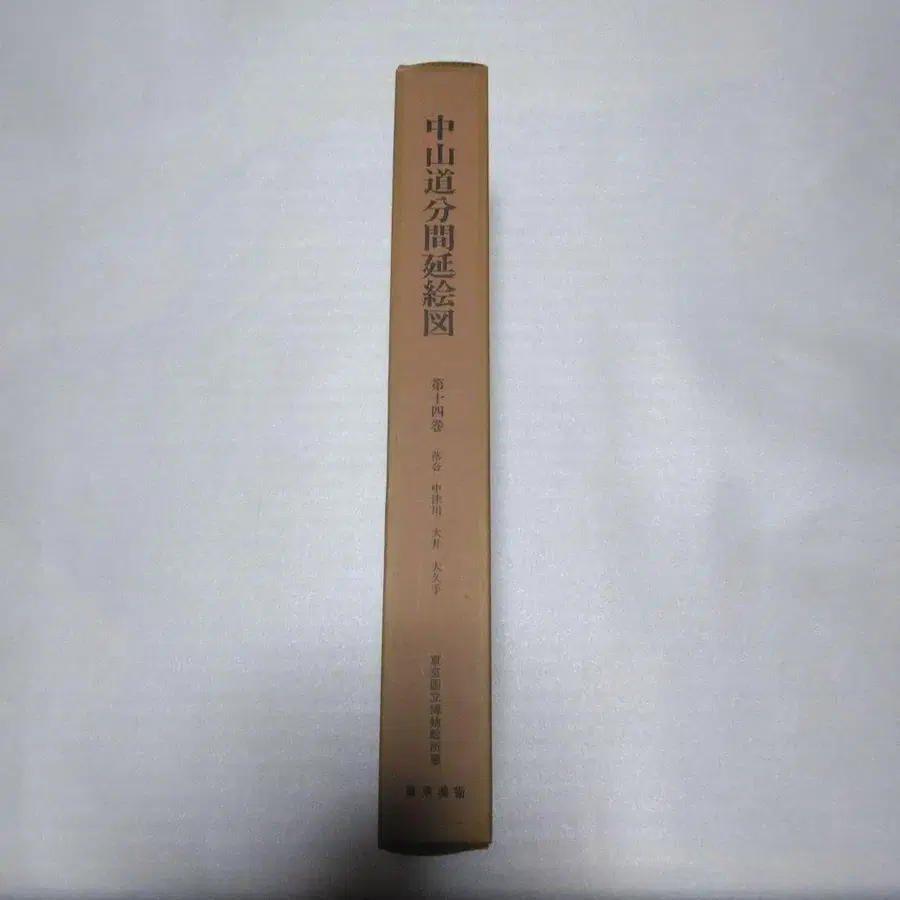 中山道分間延絵図
第十四巻
落合 中津川 大井 大久手
東京国立博物館所蔵
東京美術